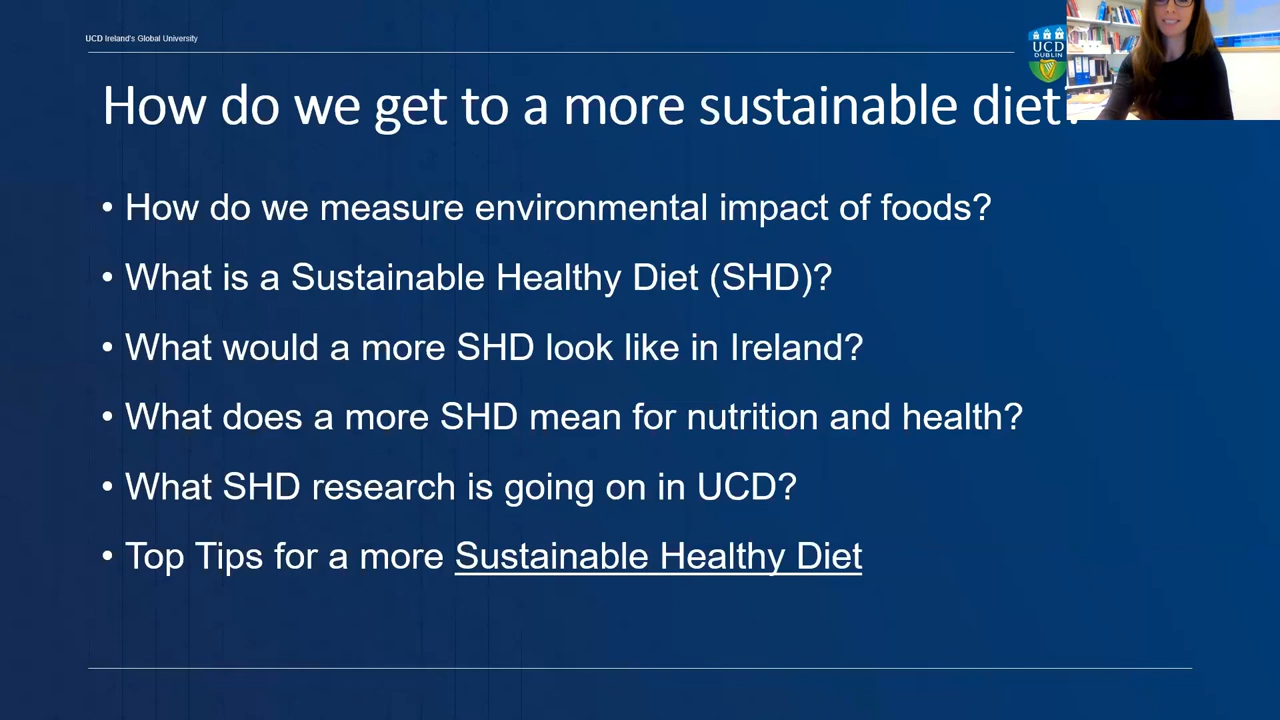 UCD Ireland's Global University
UCD
DUBLIN
How do we get to a more sustainable diet?
• How do we measure environmental impact of foods?
• What is a Sustainable Healthy Diet (SHD)?
• What would a more SHD look like in Ireland?
• What does a more SHD mean for nutrition and health?
• What SHD research is going on in UCD?
• Top Tips for a more Sustainable Healthy Diet